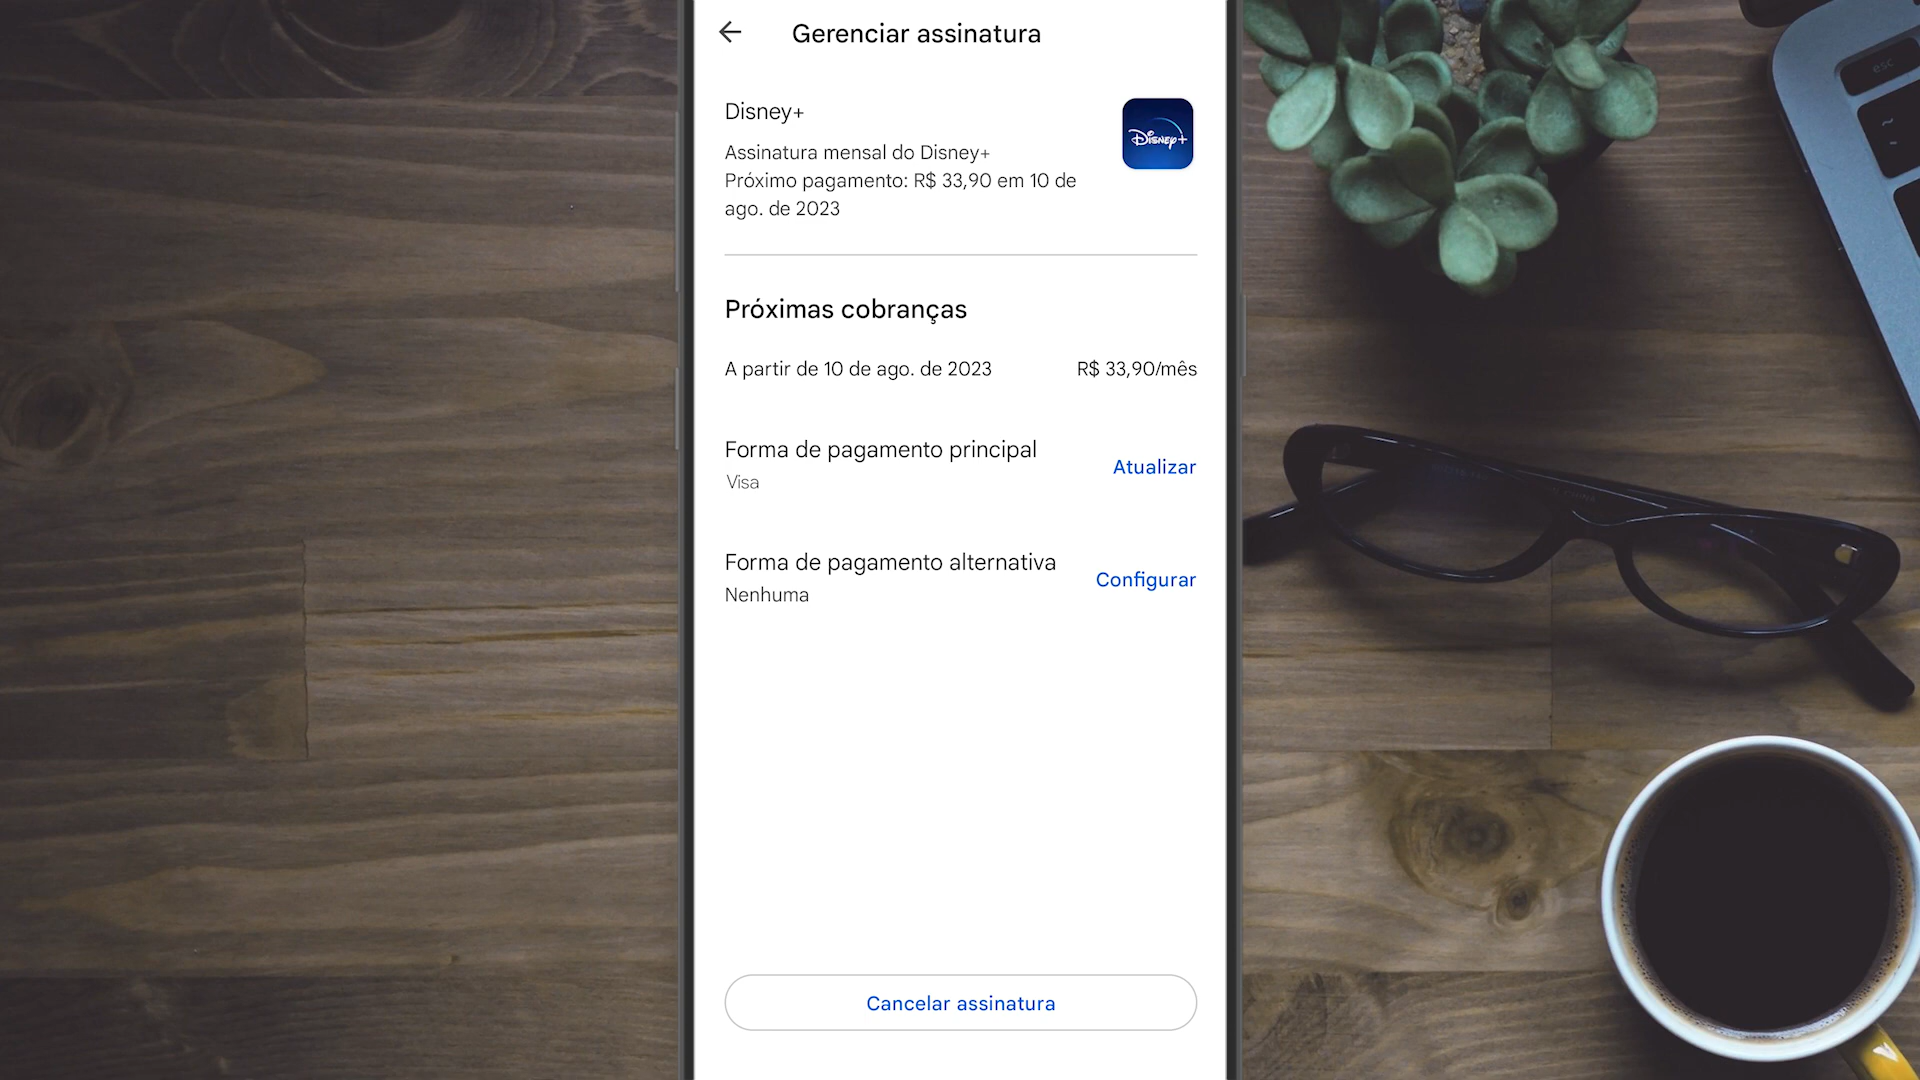 Gerenciar assinatura
Disney+
Disney+
Assinatura mensal do Disney+
Próximo pagamento: R$ 33,90 em 10 de
ago. de 2023
Próximas cobranças
A partir de 10 de ago. de 2023 R$ 33,90/mês
Forma de pagamento principal
Visa
Atualizar
Forma de pagamento alternativa
Nenhuma
Configurar
Cancelar assinatura
esc